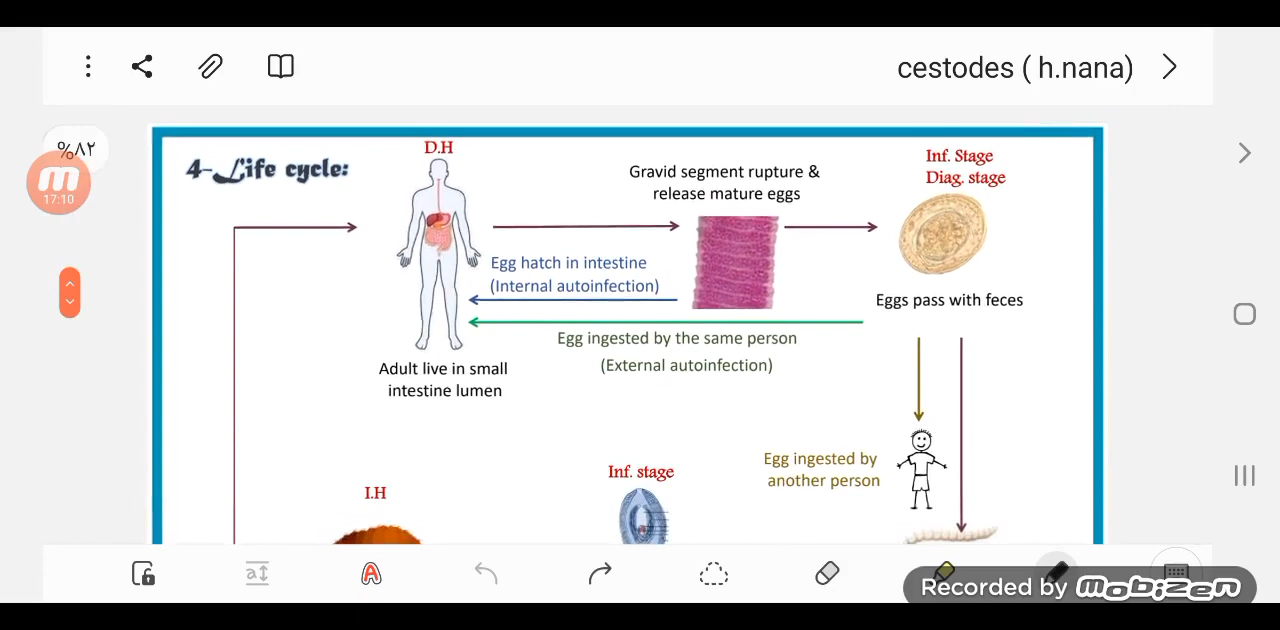 cestodes ( h.nana)
%٨٢
17:10
4-Life cycle:
D.H
Gravid segment rupture &
release mature eggs
Inf. Stage
Diag. stage
Egg hatch in intestine
(Internal autoinfection)
Eggs pass with feces
Egg ingested by the same person
(External autoinfection)
Adult live in small
intestine lumen
Egg ingested by
another person
Inf. stage
I.H
Recorded by mobizen